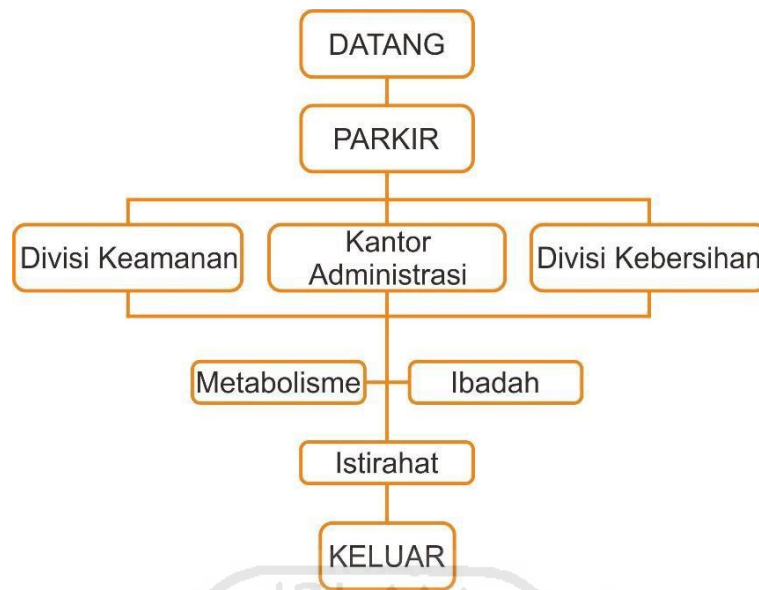 DATANG
PARKIR
Divisi Keamanan
Kantor
Administrasi
Divisi Kebersihan
Metabolisme
Ibadah
Istirahat
KELUAR